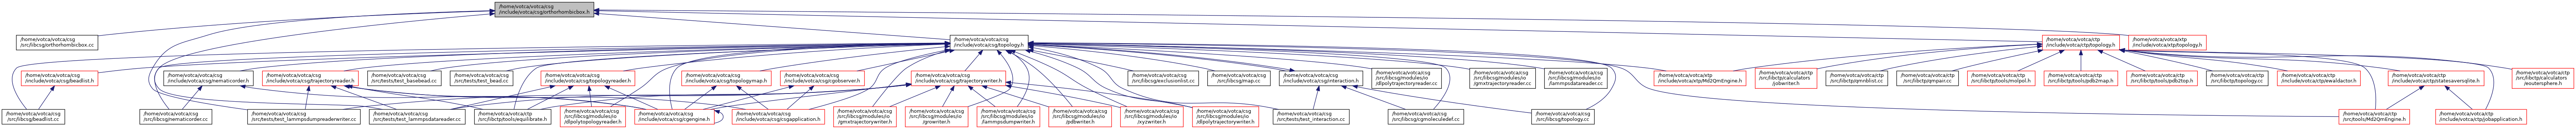 /home/votca/votca/csg
/include/votca/csg/orthorhombicbox.h
/home/votca/votca/csg
/src/libcsg/orthorhombicbox.cc
/home/votca/votca/csg
/include/votca/csg/topology.h
/home/votca/votca/ctp
/include/votca/ctp/topology.h
/home/votca/votca/xtp
/include/votca/xtp/topology.h
/home/votca/votca/csg
/include/votca/csg/beadlist.h
/home/votca/votca/csg
/include/votca/csg/nematicorder.h
/home/votca/votca/csg
/include/votca/csg/trajectoryreader.h
/home/votca/votca/csg
/src/tests/test_csgbasebead.cc
/home/votca/votca/csg
/src/tests/test_bead.cc
/home/votca/votca/csg
/include/votca/csg/topologyreader.h
/home/votca/votca/csg
/include/votca/csg/topologymap.h
/home/votca/votca/csg
/include/votca/csg/cgobserver.h
/home/votca/votca/csg
/include/votca/csg/trajectorywriter.h
/home/votca/votca/csg
/src/libcsg/exclusionlist.cc
/home/votca/votca/csg
/src/libcsg/map.cc
/home/votca/votca/csg
/include/votca/csg/interaction.h
/home/votca/votca/csg
/src/libcsg/modules/io
/dlpolytrajectoryreader.cc
/home/votca/votca/csg
/src/libcsg/modules/io
/gmxtrajectoryreader.cc
/home/votca/votca/csg
/src/libcsg/modules/io
/lammpsdatareader.cc
/home/votca/votca/xtp
/include/votca/xtp/Md2QmEngine.h
/home/votca/votca/ctp
/src/libctp/calculators
/jobwriter.h
/home/votca/votca/ctp
/src/libctp/qmnblist.cc
/home/votca/votca/ctp
/src/libctp/qmpair.cc
/home/votca/votca/ctp
/src/libctp/tools/molpol.h
/home/votca/votca/ctp
/src/libctp/tools/pdb2map.h
/home/votca/votca/ctp
/src/libctp/tools/pdb2top.h
/home/votca/votca/ctp
/src/libctp/topology.cc
/home/votca/votca/ctp
/include/votca/ctp/ewaldactor.h
/home/votca/votca/ctp
/include/votca/ctp/statesaversqlite.h
/home/votca/votca/ctp
/src/libctp/calculators
/eoutersphere.h
/home/votca/votca/csg
/src/libcsg/beadlist.cc
/home/votca/votca/csg
/src/libcsg/nematicorder.cc
/home/votca/votca/csg
/src/tests/test_lammpsdumpreaderwriter.cc
/home/votca/votca/csg
/src/tests/test_lammpsdatareader.cc
/home/votca/votca/ctp
/src/libctp/tools/equilibrate.h
/home/votca/votca/csg
/src/libcsg/modules/io
/dlpolytopologyreader.h
/home/votca/votca/csg
/include/votca/csg/cgengine.h
/home/votca/votca/csg
/include/votca/csg/csgapplication.h
/home/votca/votca/csg
/src/libcsg/modules/io
/gmxtrajectorywriter.h
/home/votca/votca/csg
/src/libcsg/modules/io
/growriter.h
/home/votca/votca/csg
/src/libcsg/modules/io
/lammpsdumpwriter.h
/home/votca/votca/csg
/src/libcsg/modules/io
/pdbwriter.h
/home/votca/votca/csg
/src/libcsg/modules/io
/xyzwriter.h
/home/votca/votca/csg
/src/libcsg/modules/io
/dlpolytrajectorywriter.h
/home/votca/votca/csg
/src/tests/test_interaction.cc
/home/votca/votca/csg
/src/libcsg/cgmoleculedef.cc
/home/votca/votca/csg
/src/libcsg/topology.cc
/home/votca/votca/ctp
/src/tools/Md2QmEngine.h
/home/votca/votca/ctp
/include/votca/ctp/jobapplication.h